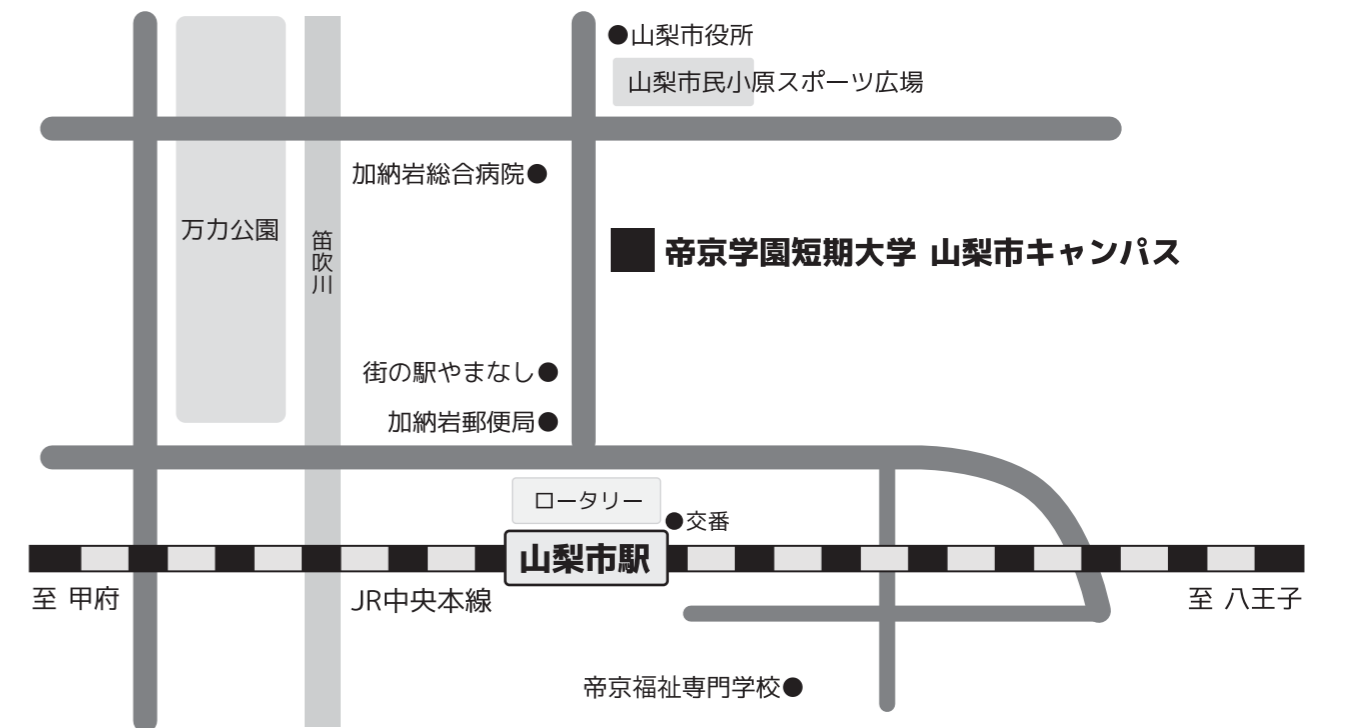 山梨市役所
山梨市民小原スポーツ広場
加納岩総合病院
万力公園
笛吹川
帝京学園短期大学 山梨市キャンパス
街の駅やまなし
加納岩郵便局
ロータリー
交番
山梨市駅
至 甲府
JR中央本線
至 八王子
帝京福祉専門学校